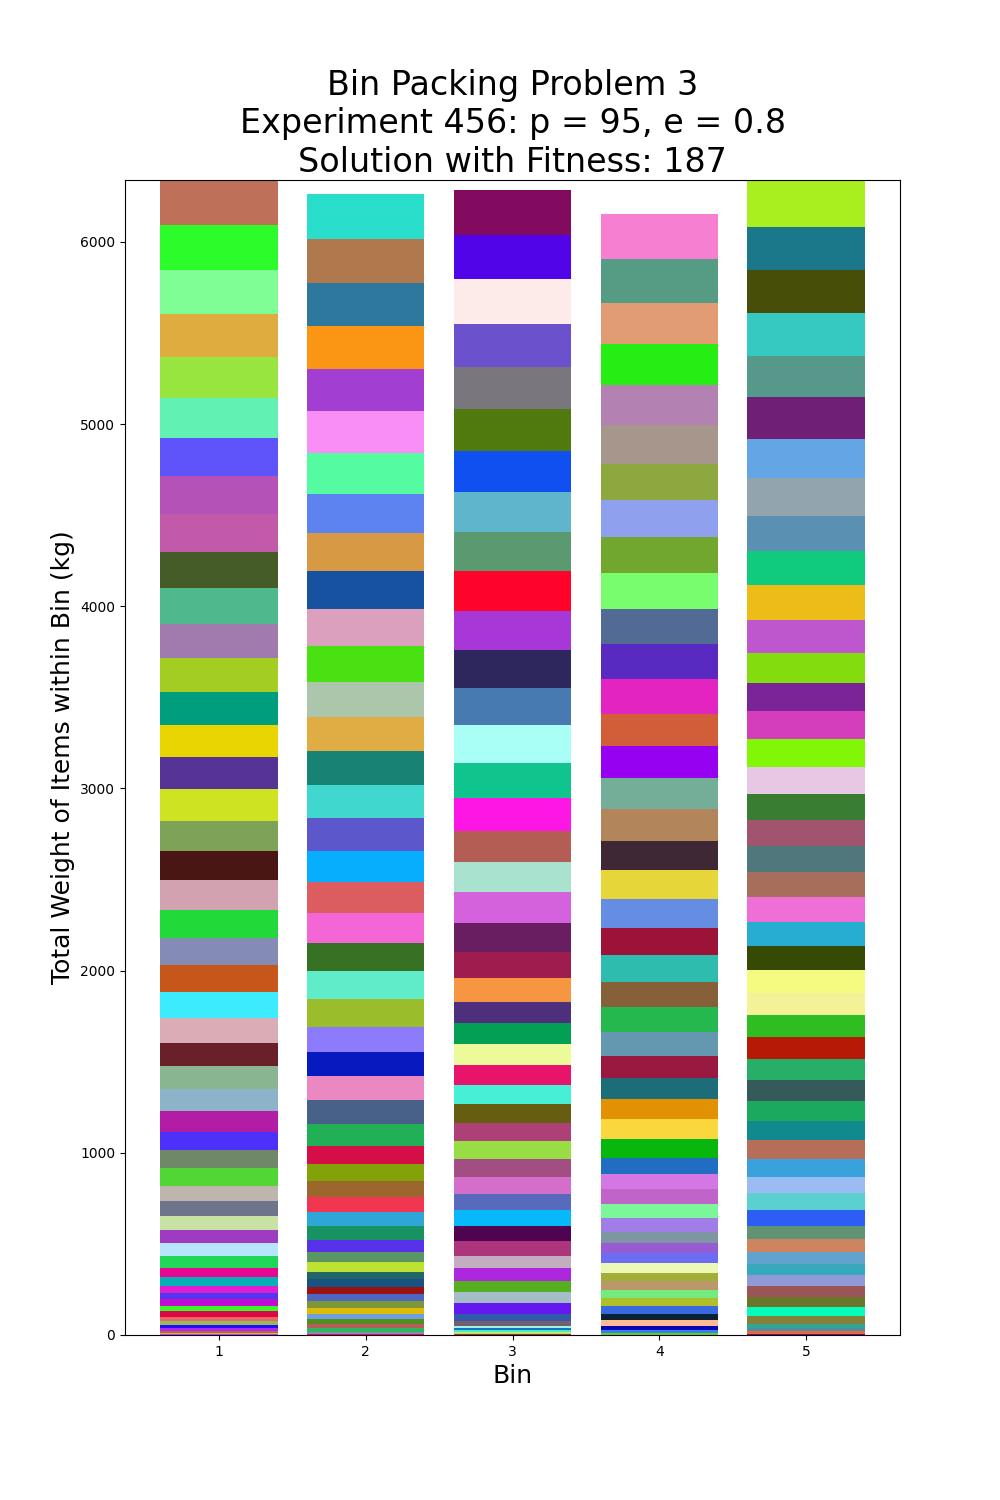 Bin Packing Problem 3
Experiment 456: p = 95, e = 0.8
Solution with Fitness: 187
Total Weight of Items within Bin (kg)
6000
5000
4000
3000
2000
1000
0
1 2 3 4 5
Bin